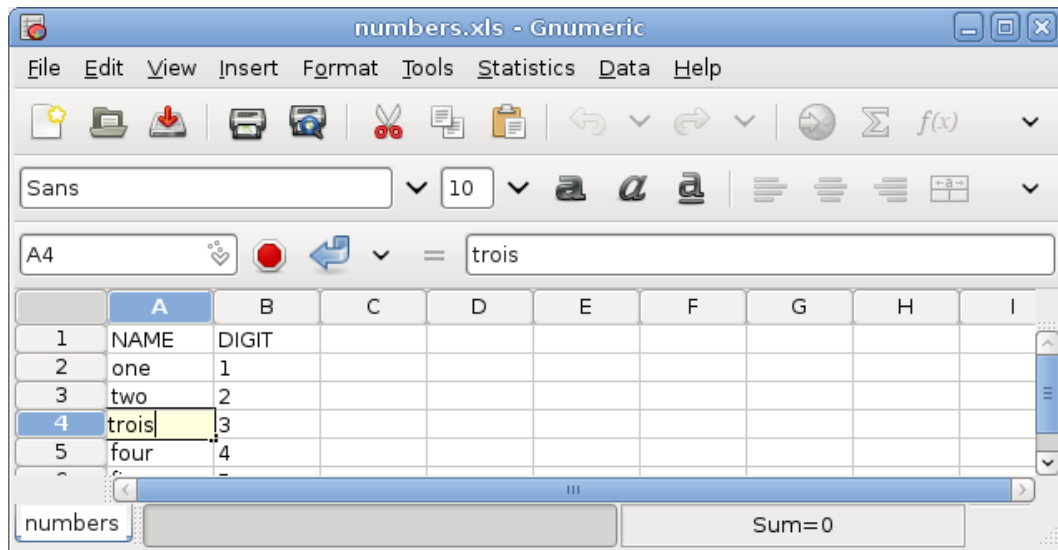 numbers.xls - Gnumeric
File Edit View Insert Format Tools Statistics Data Help
f(x)
Sans 10 a a a ←a→
A4 = trois
A B C D E F G H I
1 NAME DIGIT
2 one 1
3 two 2
4 trois 3
5 four 4
numbers Sum=0